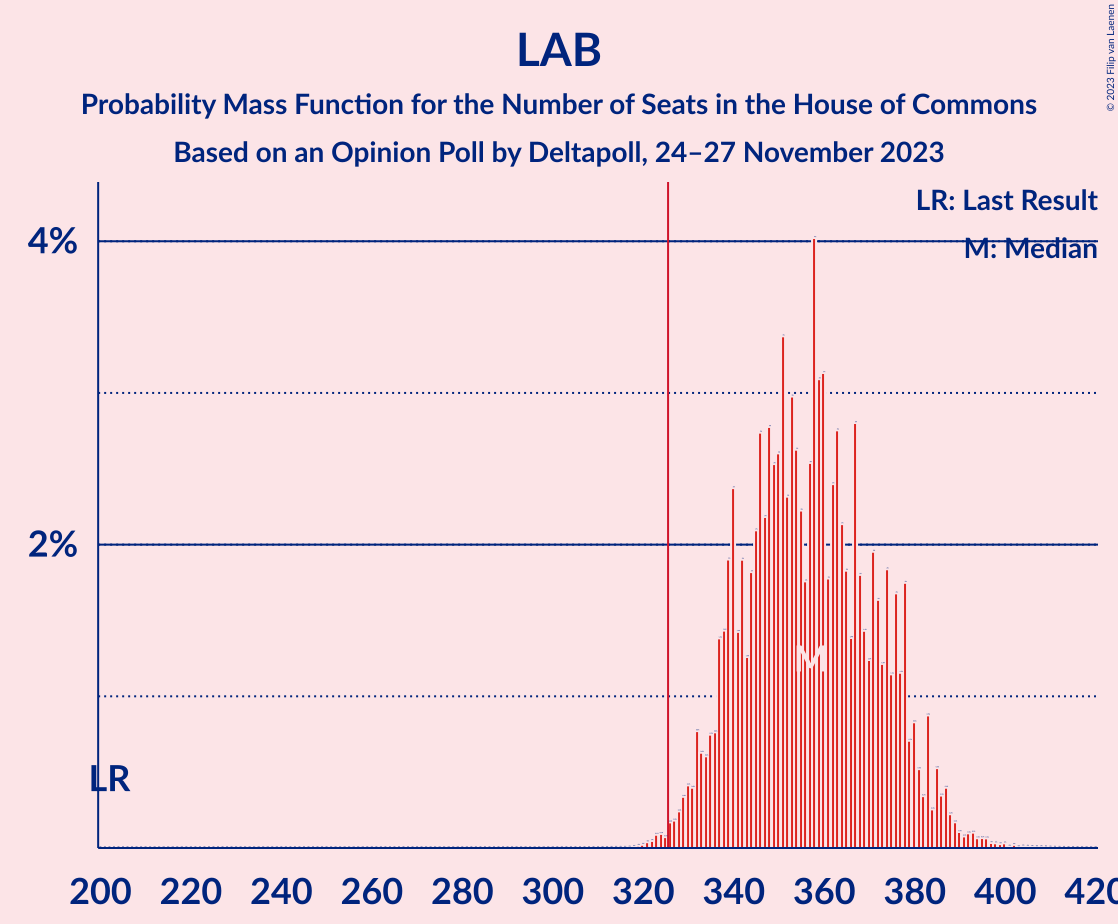 LAB
Probability Mass Function for the Number of Seats in the House of Commons
Based on an Opinion Poll by Deltapoll, 24–27 November 2023
© 2023 Filip van Laenen
LR: Last Result
M: Median
4%
2%
M
LR
200 220 240 260 280 300 320 340 360 380 400 420